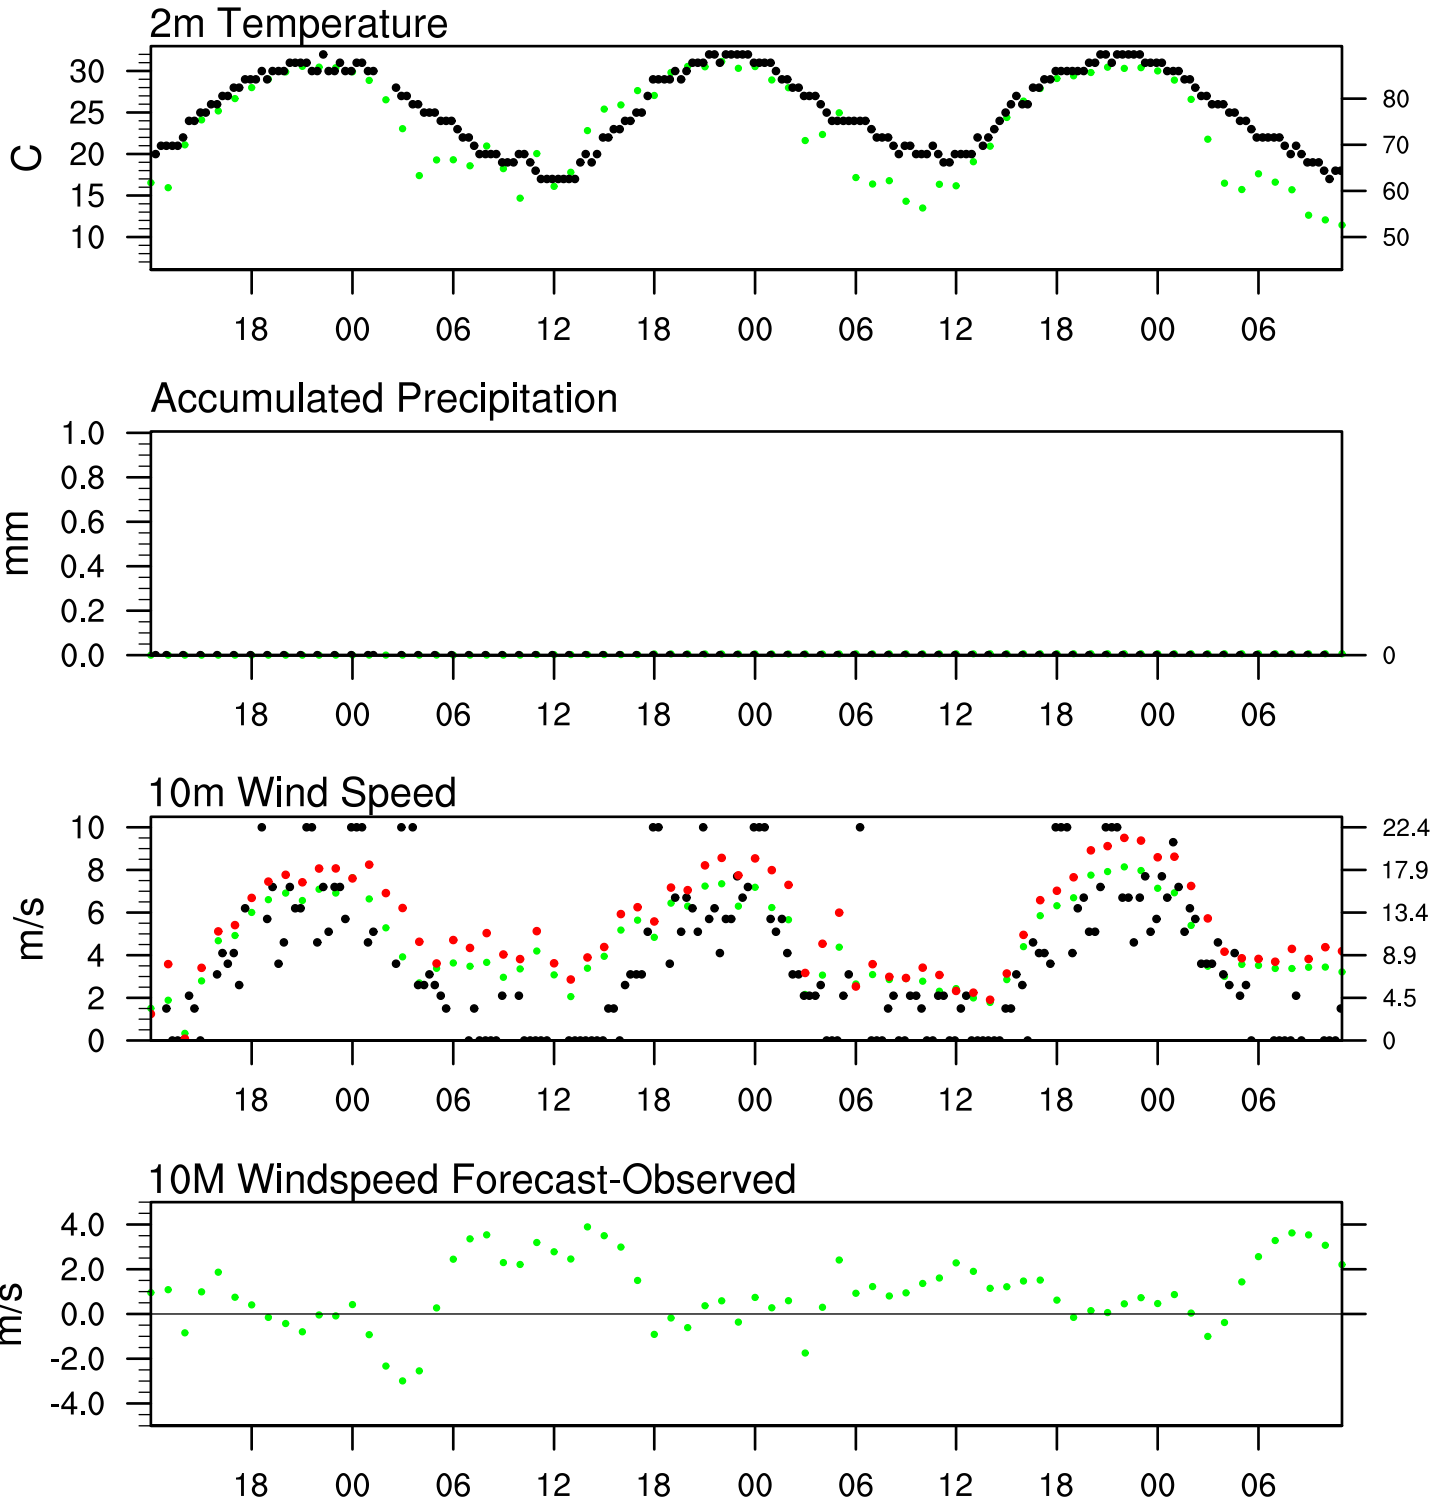 2m Temperature
30
25
20
15
10
C
80
70
60
50
18 00 06 12 18 00 06 12 18 00 06
Accumulated Precipitation
1.0
0.8
0.6
0.4
0.2
0.0
mm
0
18 00 06 12 18 00 06 12 18 00 06
10m Wind Speed
10
8
6
4
2
0
m/s
22.4
17.9
13.4
8.9
4.5
0
18 00 06 12 18 00 06 12 18 00 06
10M Windspeed Forecast-Observed
4.0
2.0
0.0
-2.0
-4.0
m/s
18 00 06 12 18 00 06 12 18 00 06